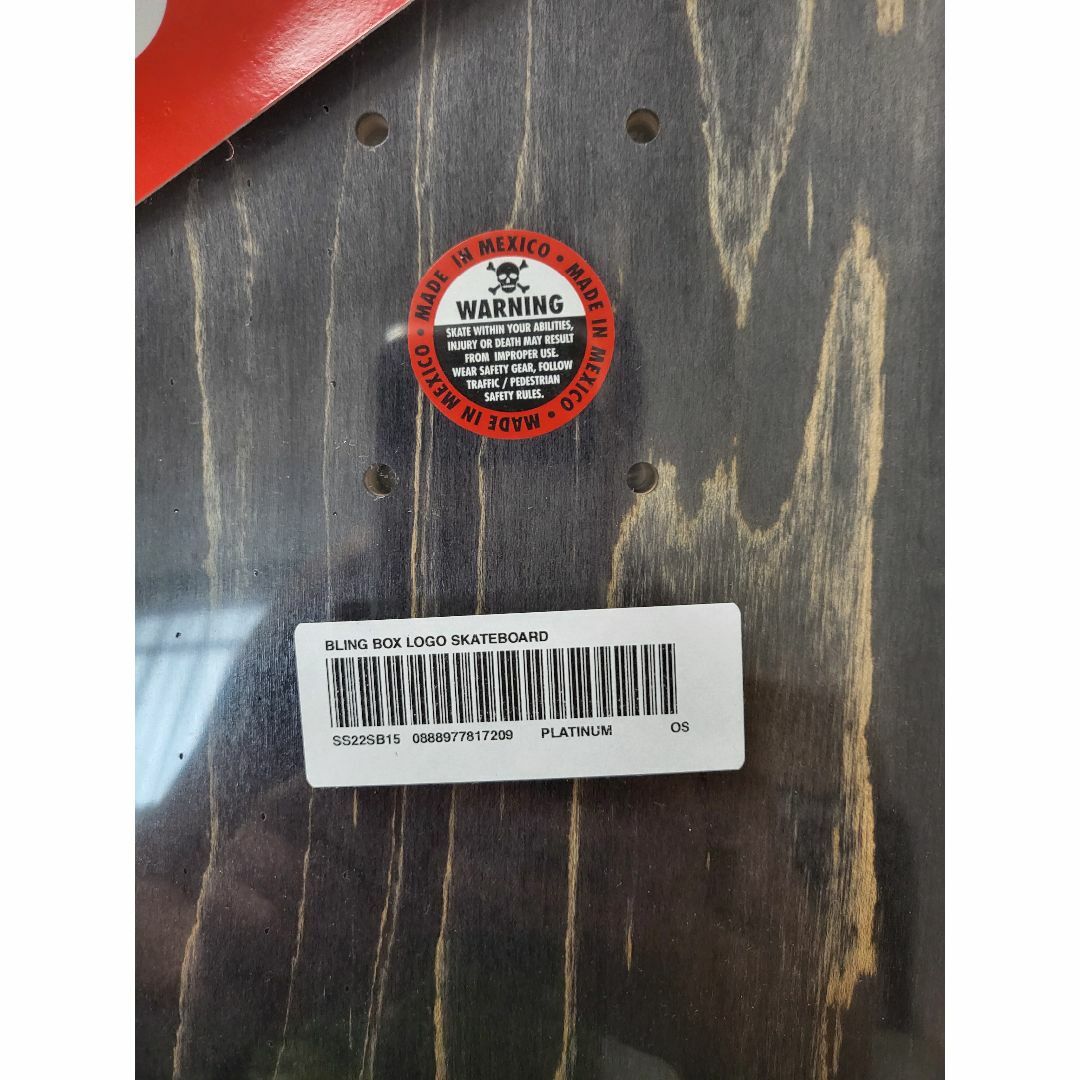 MADE IN MEXICO • MADE IN MEXICO • MADE IN MEXICO •
WARNING
SKATE WITHIN YOUR ABILITIES,
INJURY OR DEATH MAY RESULT
FROM IMPROPER USE.
WEAR SAFETY GEAR, FOLLOW
TRAFFIC / PEDESTRIAN
SAFETY RULES.
BLING BOX LOGO SKATEBOARD
SS22SB15 0888977817209 PLATINUM OS